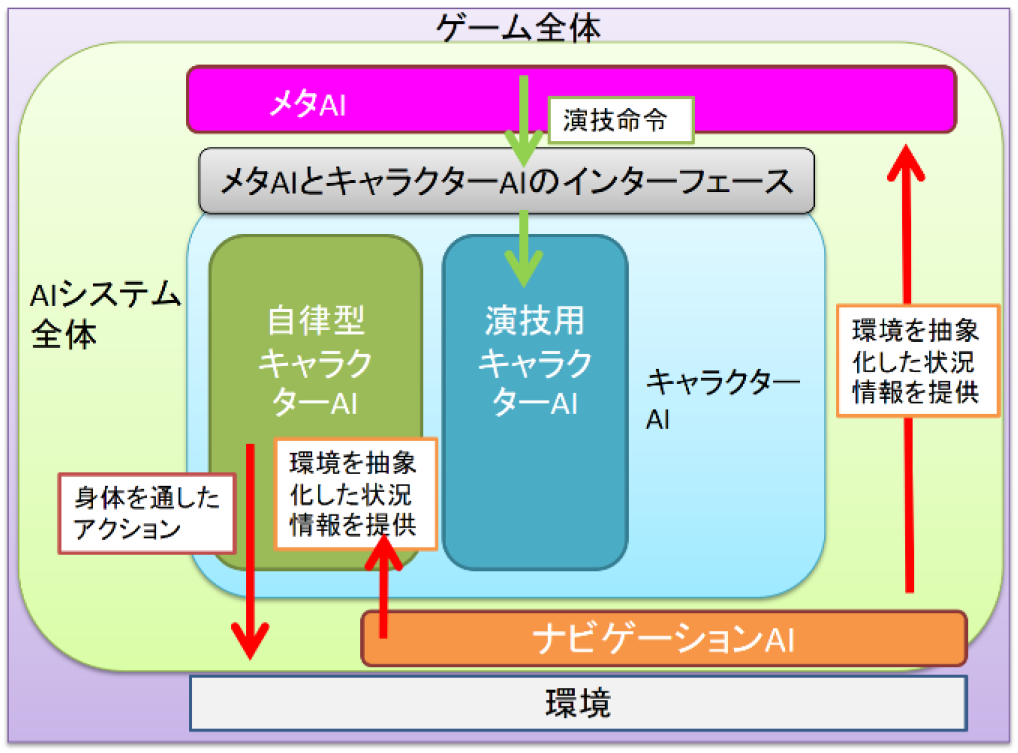 ゲーム全体
メタAI
演技命令
メタAIとキャラクターAIのインターフェース
AIシステム
全体
自律型
キャラク
ターAI
演技用
キャラク
ターAI
キャラクター
AI
環境を抽象
化した状況
情報を提供
身体を通した
アクション
環境を抽象
化した状況
情報を提供
ナビゲーションAI
環境